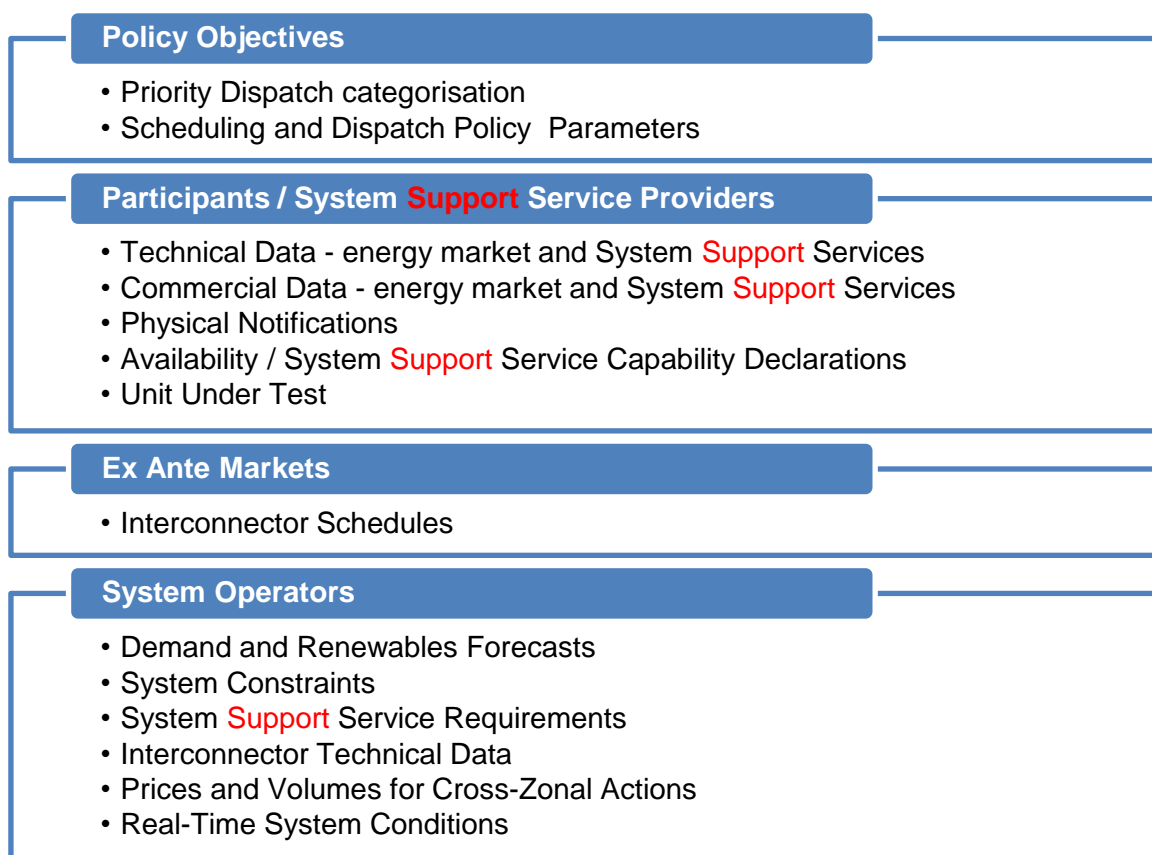 Policy Objectives
• Priority Dispatch categorisation
• Scheduling and Dispatch Policy Parameters
Participants / System Support Service Providers
• Technical Data - energy market and System Support Services
• Commercial Data - energy market and System Support Services
• Physical Notifications
• Availability / System Support Service Capability Declarations
• Unit Under Test
Ex Ante Markets
• Interconnector Schedules
System Operators
• Demand and Renewables Forecasts
• System Constraints
• System Support Service Requirements
• Interconnector Technical Data
• Prices and Volumes for Cross-Zonal Actions
• Real-Time System Conditions